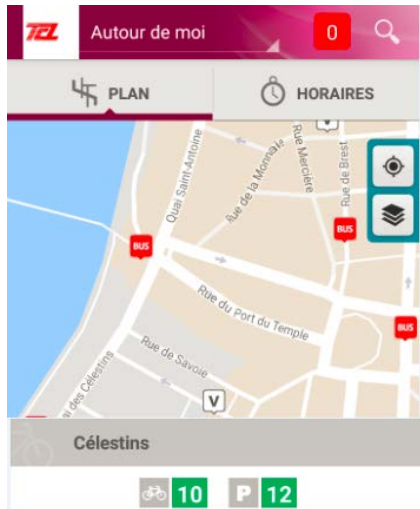 TCL
Autour de moi
0
PLAN
HORAIRES
V
Quai Saint-Antoine
Rue de la Monnaie
Rue Mercière
Rue de Brest
BUS
BUS
Rue du Port du Temple
BUS
Rue de Savoie
ai des Célestins
V
Célestins
10
P
12